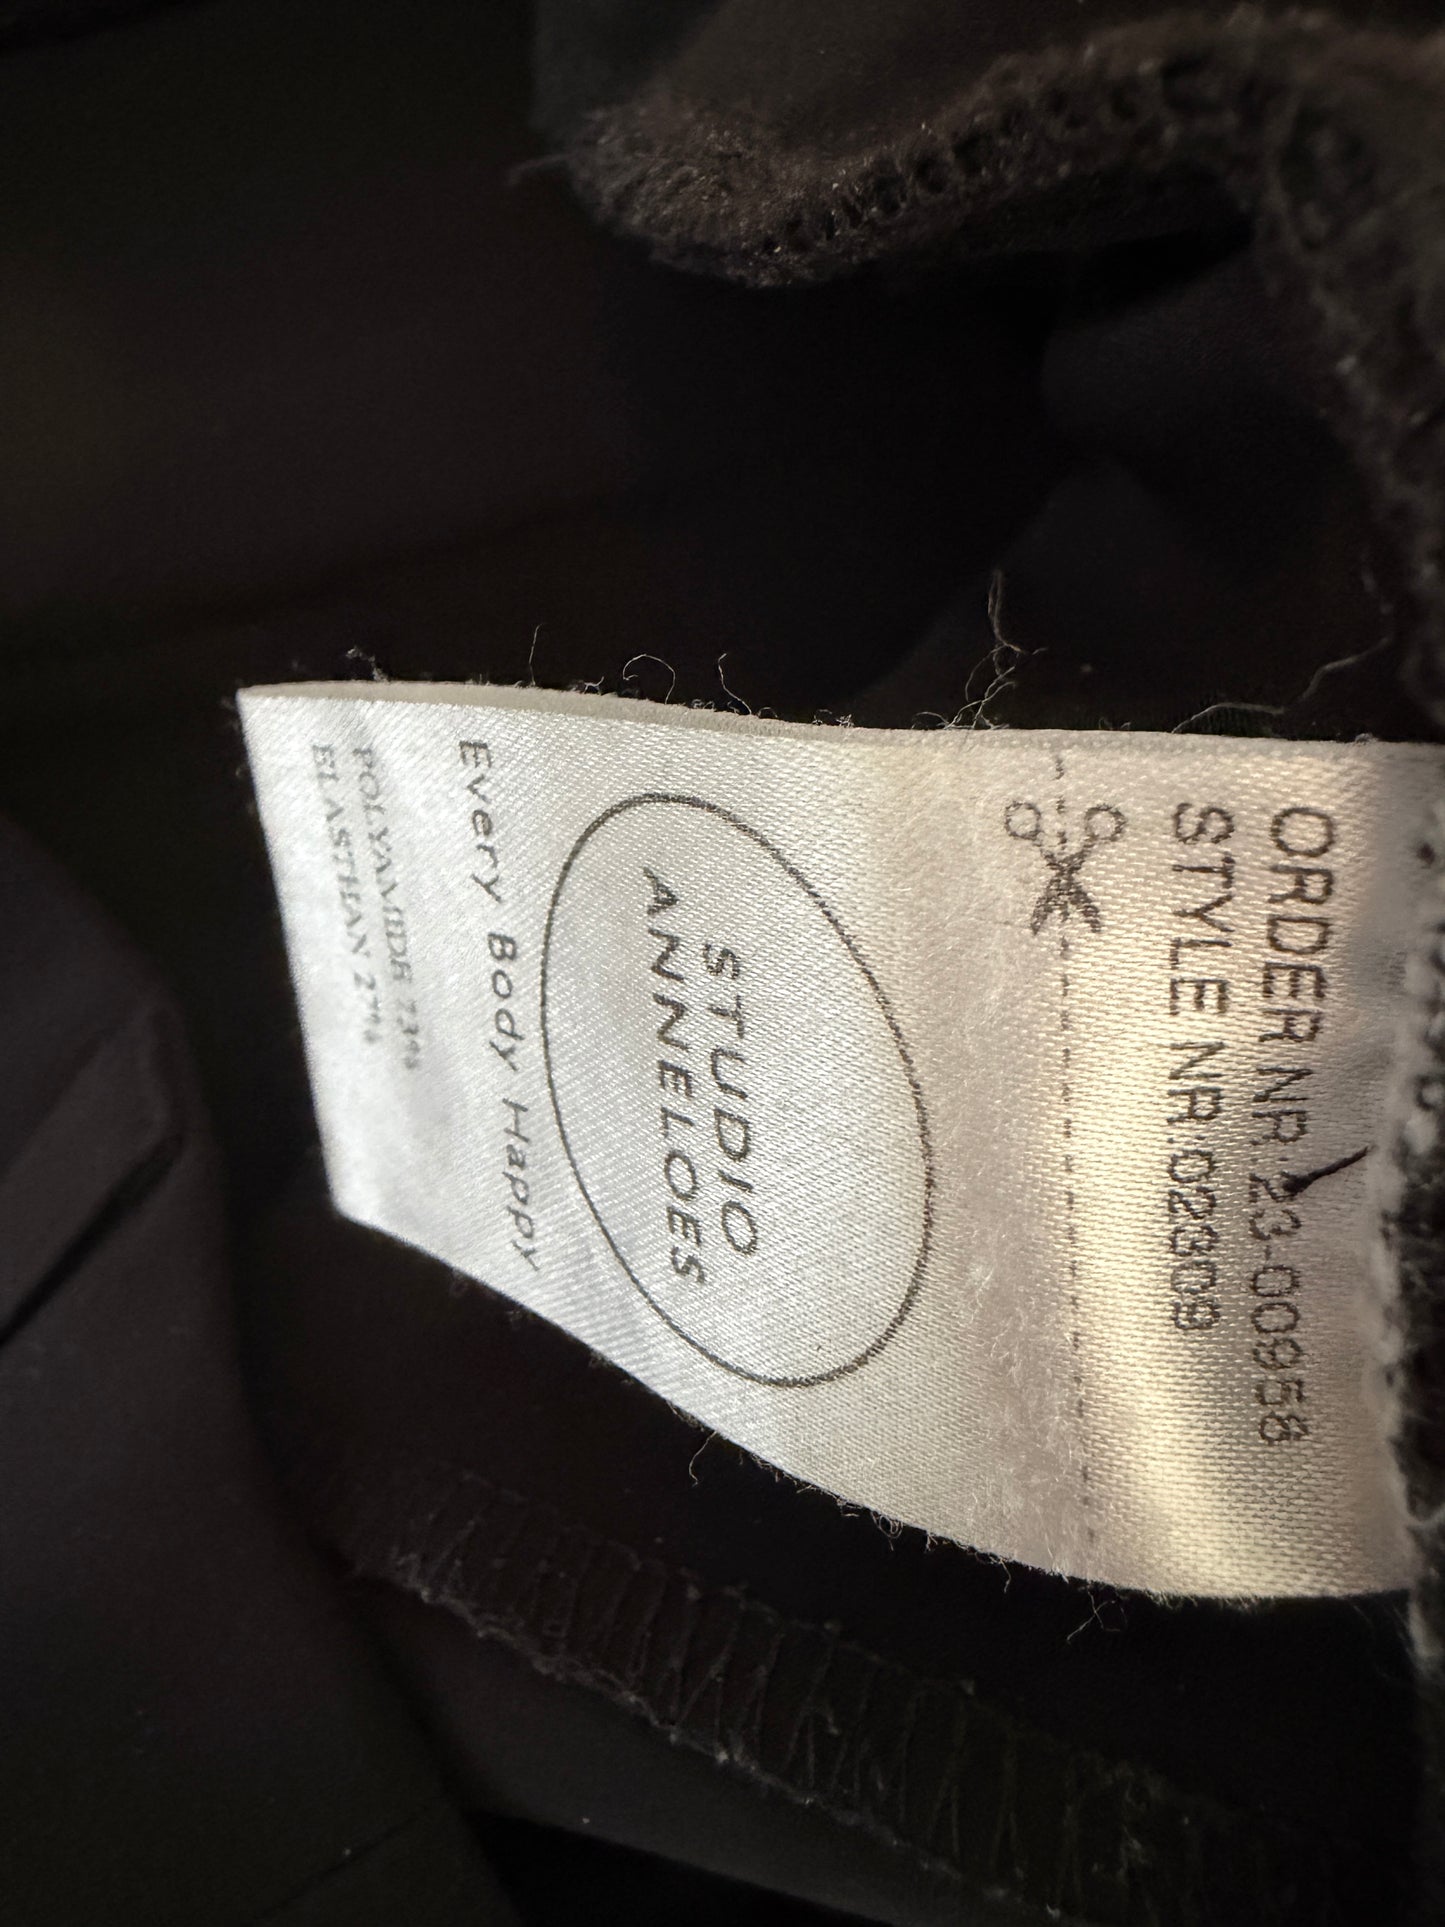 ORDER NR:23-00958
STYLE NR:02309
STUDIO
ANNELOES
Every Body Happy
POLYAMIDE 73%
ELASTHAN 27%